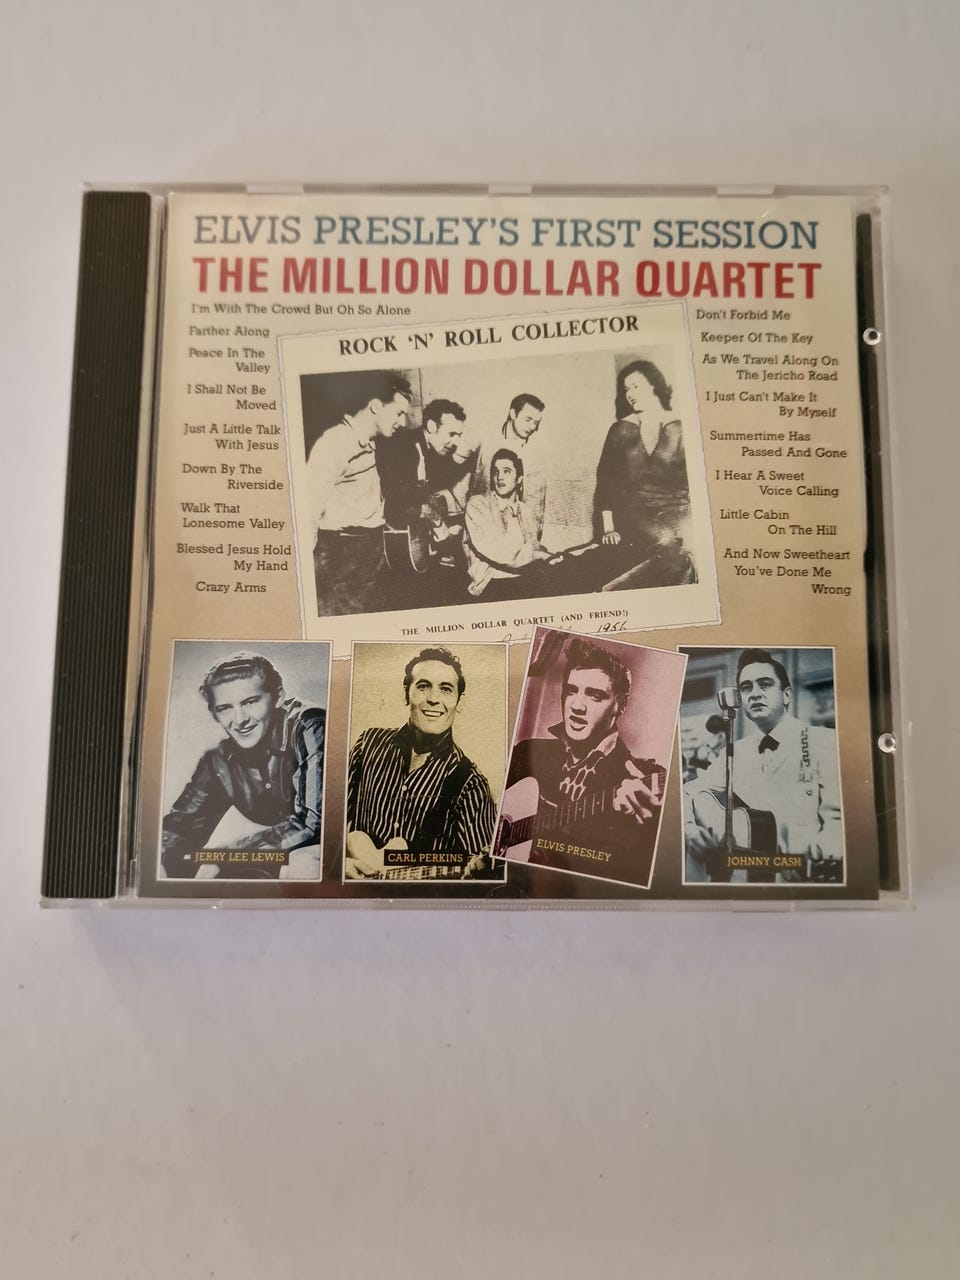 ELVIS PRESLEY'S FIRST SESSION
THE MILLION DOLLAR QUARTET
I'm With The Crowd But Oh So Alone
Farther Along
Peace In The
Valley
I Shall Not Be
Moved
Just A Little Talk
With Jesus
Down By The
Riverside
Walk That
Lonesome Valley
Blessed Jesus Hold
My Hand
Crazy Arms
ROCK 'N' ROLL COLLECTOR
THE MILLION DOLLAR QUARTET (AND FRIEND!)
1956
Don't Forbid Me
Keeper Of The Key
As We Travel Along On
The Jericho Road
I Just Can't Make It
By Myself
Summertime Has
Passed And Gone
I Hear A Sweet
Voice Calling
Little Cabin
On The Hill
And Now Sweetheart
You've Done Me
Wrong
JERRY LEE LEWIS
CARL PERKINS
ELVIS PRESLEY
JOHNNY CASH